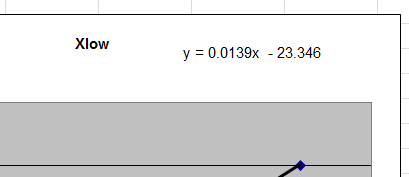 Xlow
y = 0.0139x - 23.346